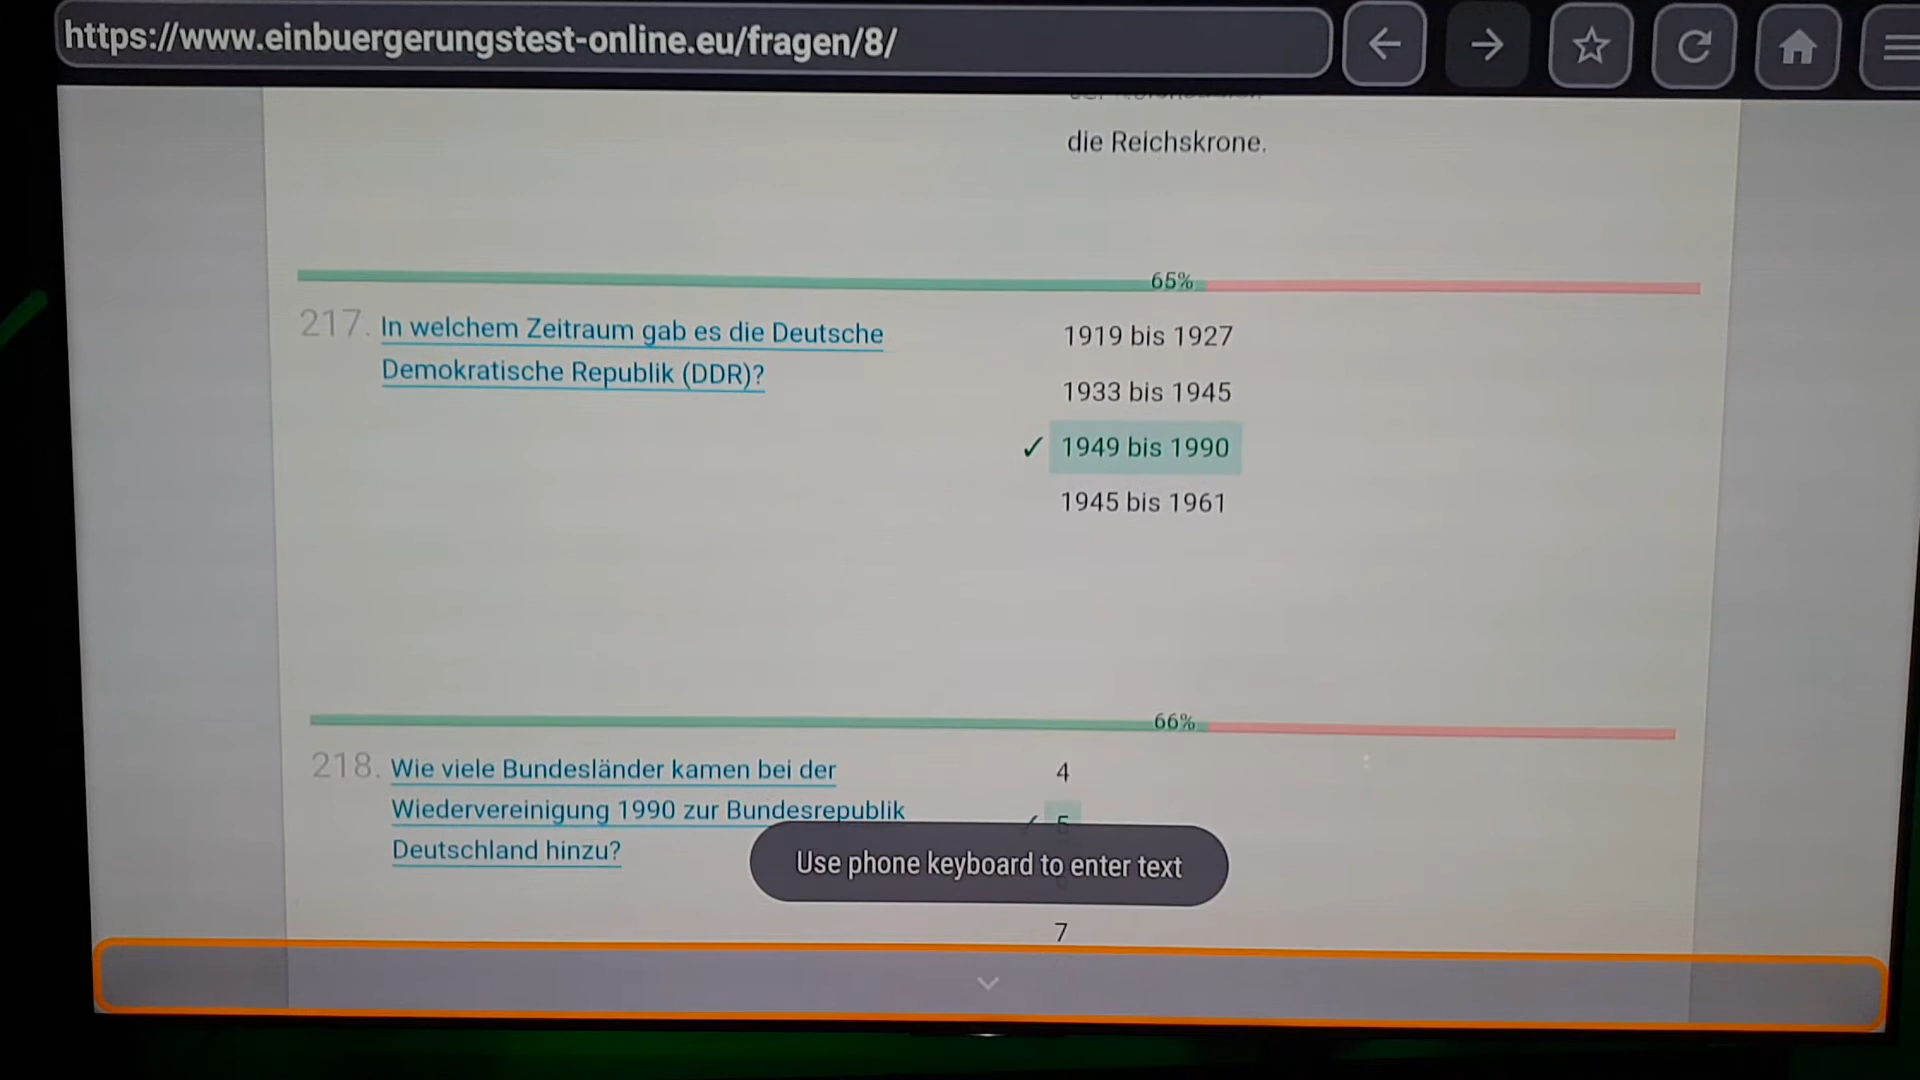 https://www.einbuergerungstest-online.eu/fragen/8/
die Reichskrone.
65%
217. In welchem Zeitraum gab es die Deutsche
Demokratische Republik (DDR)?
1919 bis 1927
1933 bis 1945
✓ 1949 bis 1990
1945 bis 1961
66%
218. Wie viele Bundesländer kamen bei der
Wiedervereinigung 1990 zur Bundesrepublik
Deutschland hinzu?
4
5
7
Use phone keyboard to enter text